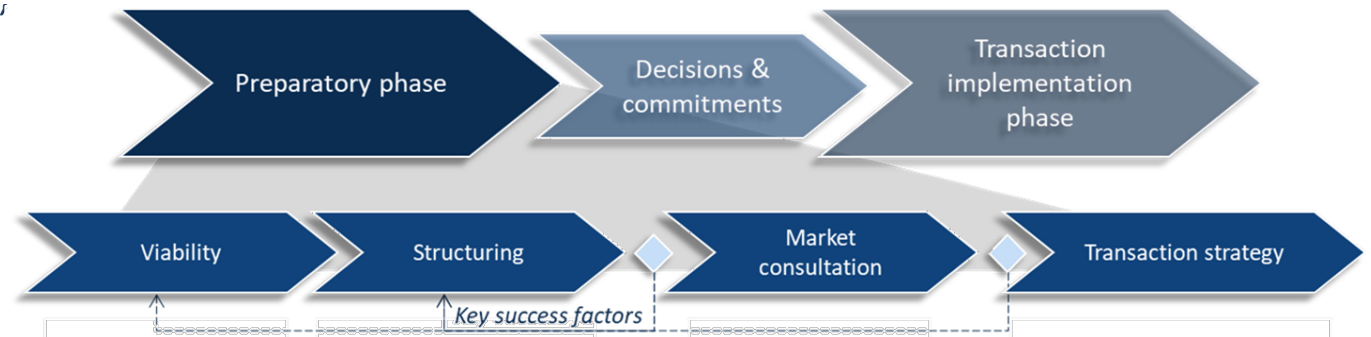 Preparatory phase
Decisions &
commitments
Transaction
implementation
phase
Viability
Structuring
Market
consultation
Transaction strategy
Key success factors